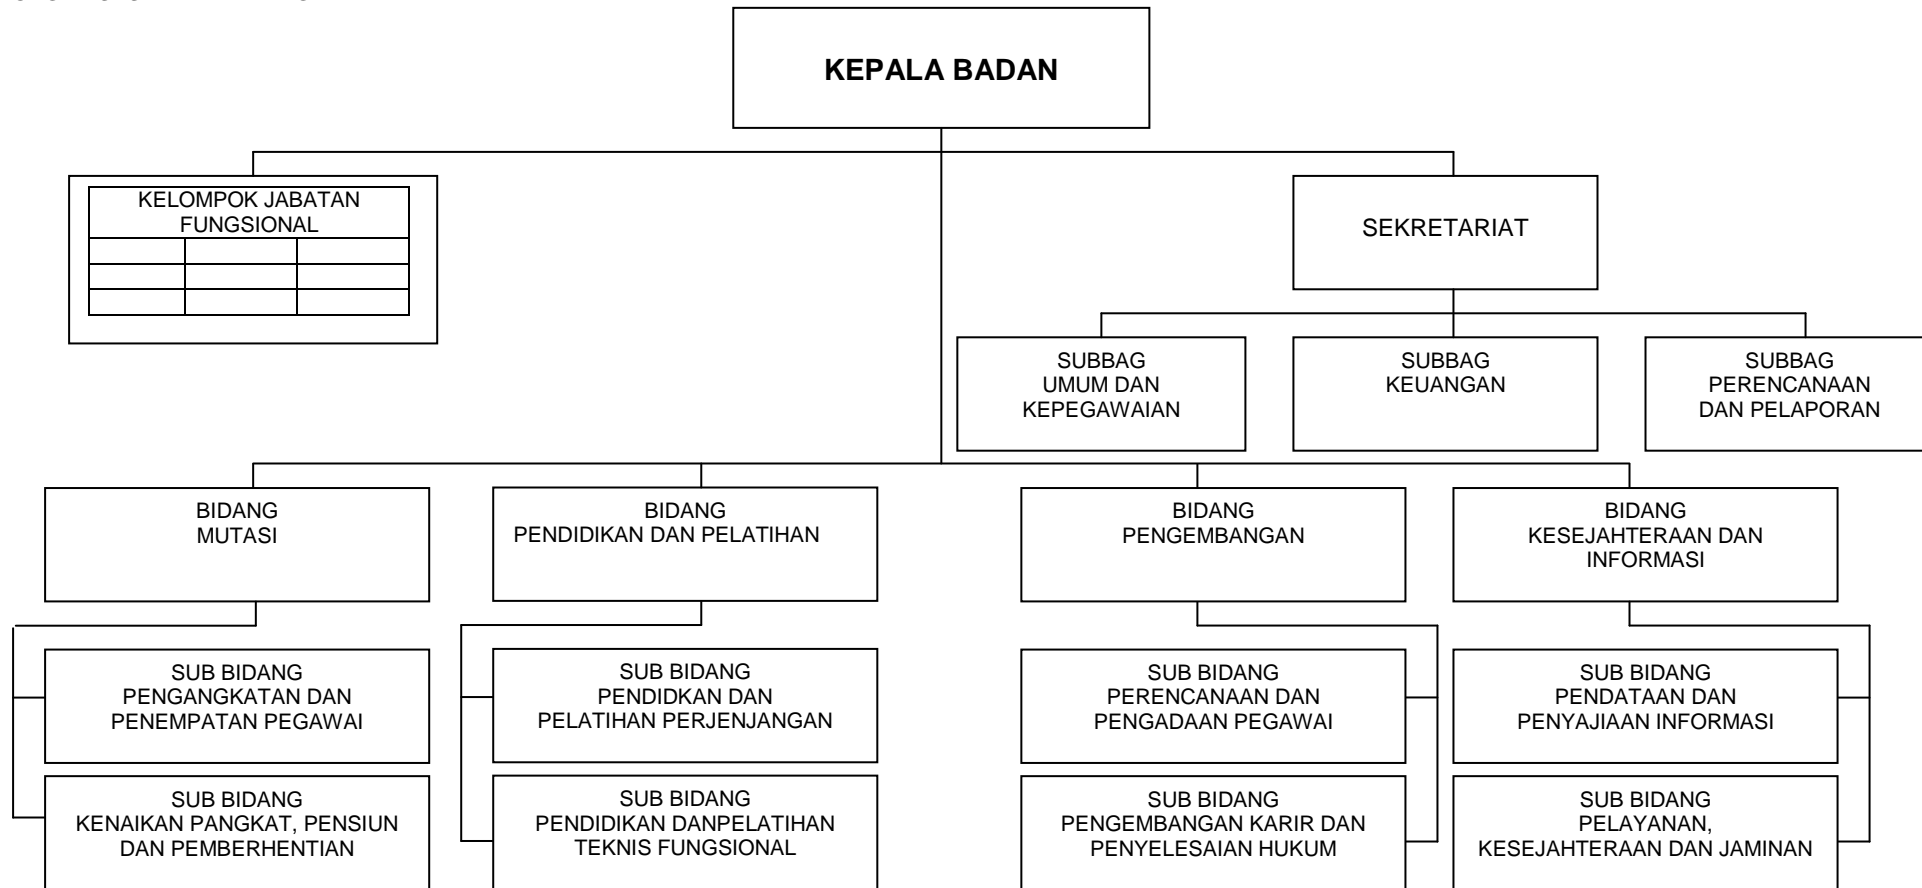 KEPALA BADAN
KELOMPOK JABATAN
FUNGSIONAL
SEKRETARIAT
SUBBAG
UMUM DAN
KEPEGAWAIAN
SUBBAG
KEUANGAN
SUBBAG
PERENCANAAN
DAN PELAPORAN
BIDANG
MUTASI
BIDANG
PENDIDIKAN DAN PELATIHAN
BIDANG
PENGEMBANGAN
BIDANG
KESEJAHTERAAN DAN
INFORMASI
SUB BIDANG
PENGANGKATAN DAN
PENEMPATAN PEGAWAI
SUB BIDANG
PENDIDKAN DAN
PELATIHAN PERJENJANGAN
SUB BIDANG
PERENCANAAN DAN
PENGADAAN PEGAWAI
SUB BIDANG
PENDATAAN DAN
PENYAJIAAN INFORMASI
SUB BIDANG
KENAIKAN PANGKAT, PENSIUN
DAN PEMBERHENTIAN
SUB BIDANG
PENDIDIKAN DANPELATIHAN
TEKNIS FUNGSIONAL
SUB BIDANG
PENGEMBANGAN KARIR DAN
PENYELESAIAN HUKUM
SUB BIDANG
PELAYANAN,
KESEJAHTERAAN DAN JAMINAN